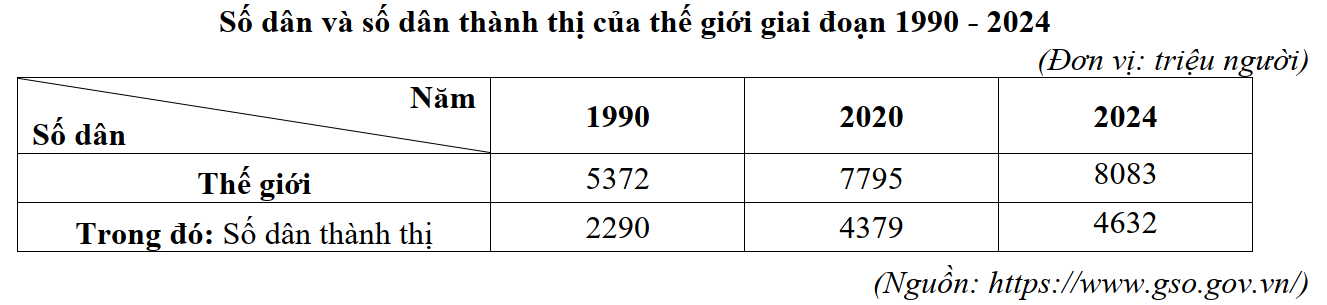 Số dân và số dân thành thị của thế giới giai đoạn 1990 - 2024
(Đơn vị: triệu người)
Năm
Số dân
1990 2020 2024
Thế giới 5372 7795 8083
Trong đó: Số dân thành thị 2290 4379 4632
(Nguồn: https://www.gso.gov.vn/)